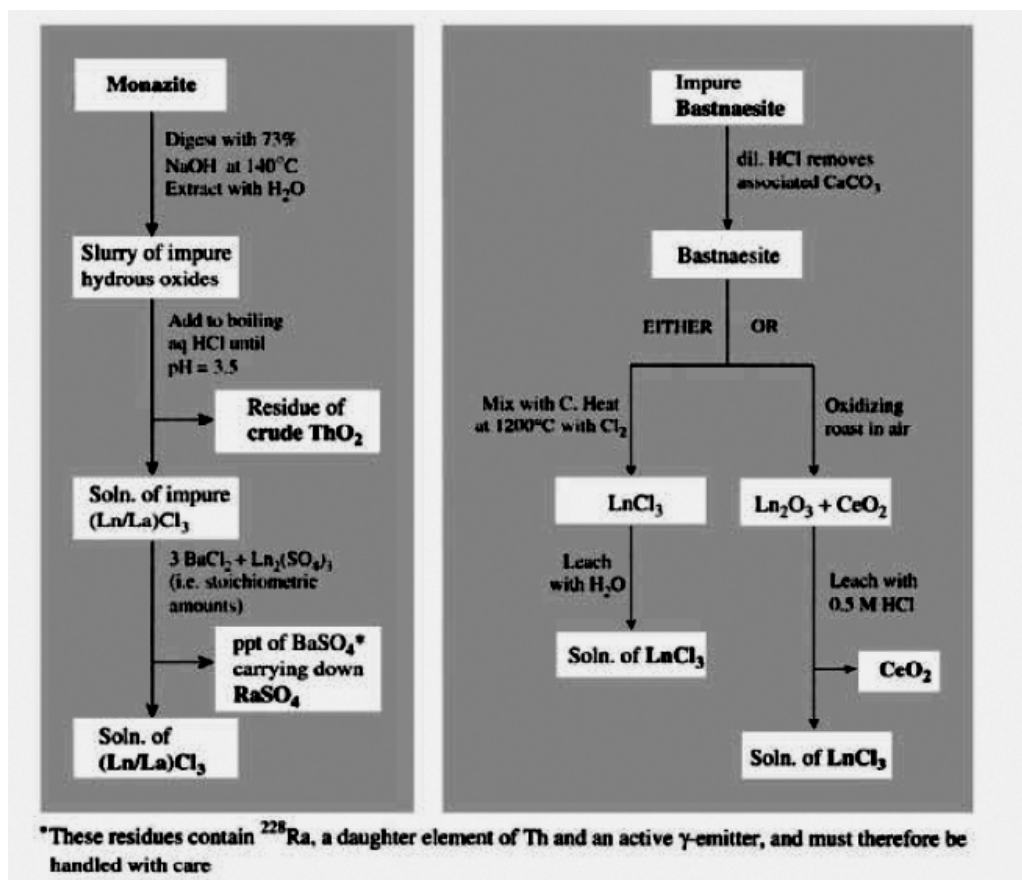 Monazite
Digest with 73%
NaOH at 140°C
Extract with H₂O
Slurry of impure
hydrous oxides
Add to boiling
aq HCl until
pH = 3.5
Residue of
crude ThO₂
Soln. of impure
(Ln/La)Cl₃
3 BaCl₂ + Ln₂(SO₄)₃
(i.e. stoichiometric
amounts)
ppt of BaSO₄*
carrying down
RaSO₄
Soln. of
(Ln/La)Cl₃
Impure
Bastnaesite
dil. HCl removes
associated CaCO₃
Bastnaesite
EITHER OR
Mix with C. Heat
at 1200°C with Cl₂
Oxidizing
roast in air
LnCl₃
Ln₂O₃ + CeO₂
Leach
with H₂O
Leach with
0.5 M HCl
Soln. of LnCl₃
CeO₂
Soln. of LnCl₃
*These residues contain ²²⁸Ra, a daughter element of Th and an active γ-emitter, and must therefore be
handled with care